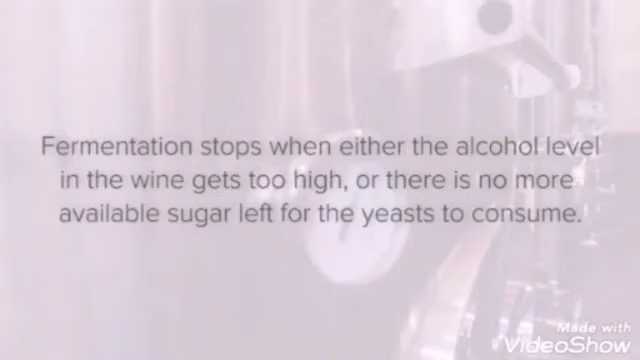 Fermentation stops when either the alcohol level
in the wine gets too high, or there is no more
available sugar left for the yeasts to consume.
Made with
VideoShow